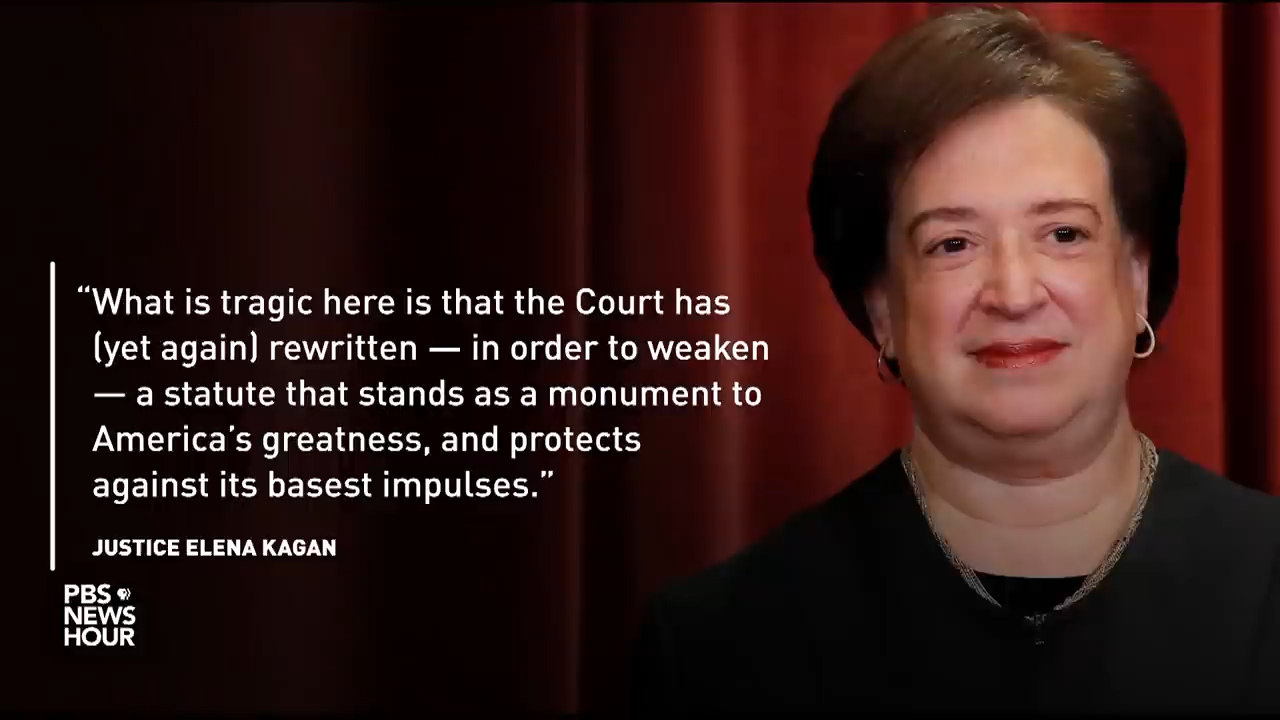 “What is tragic here is that the Court has
(yet again) rewritten — in order to weaken
— a statute that stands as a monument to
America’s greatness, and protects
against its basest impulses.”
JUSTICE ELENA KAGAN
PBS
NEWS
HOUR